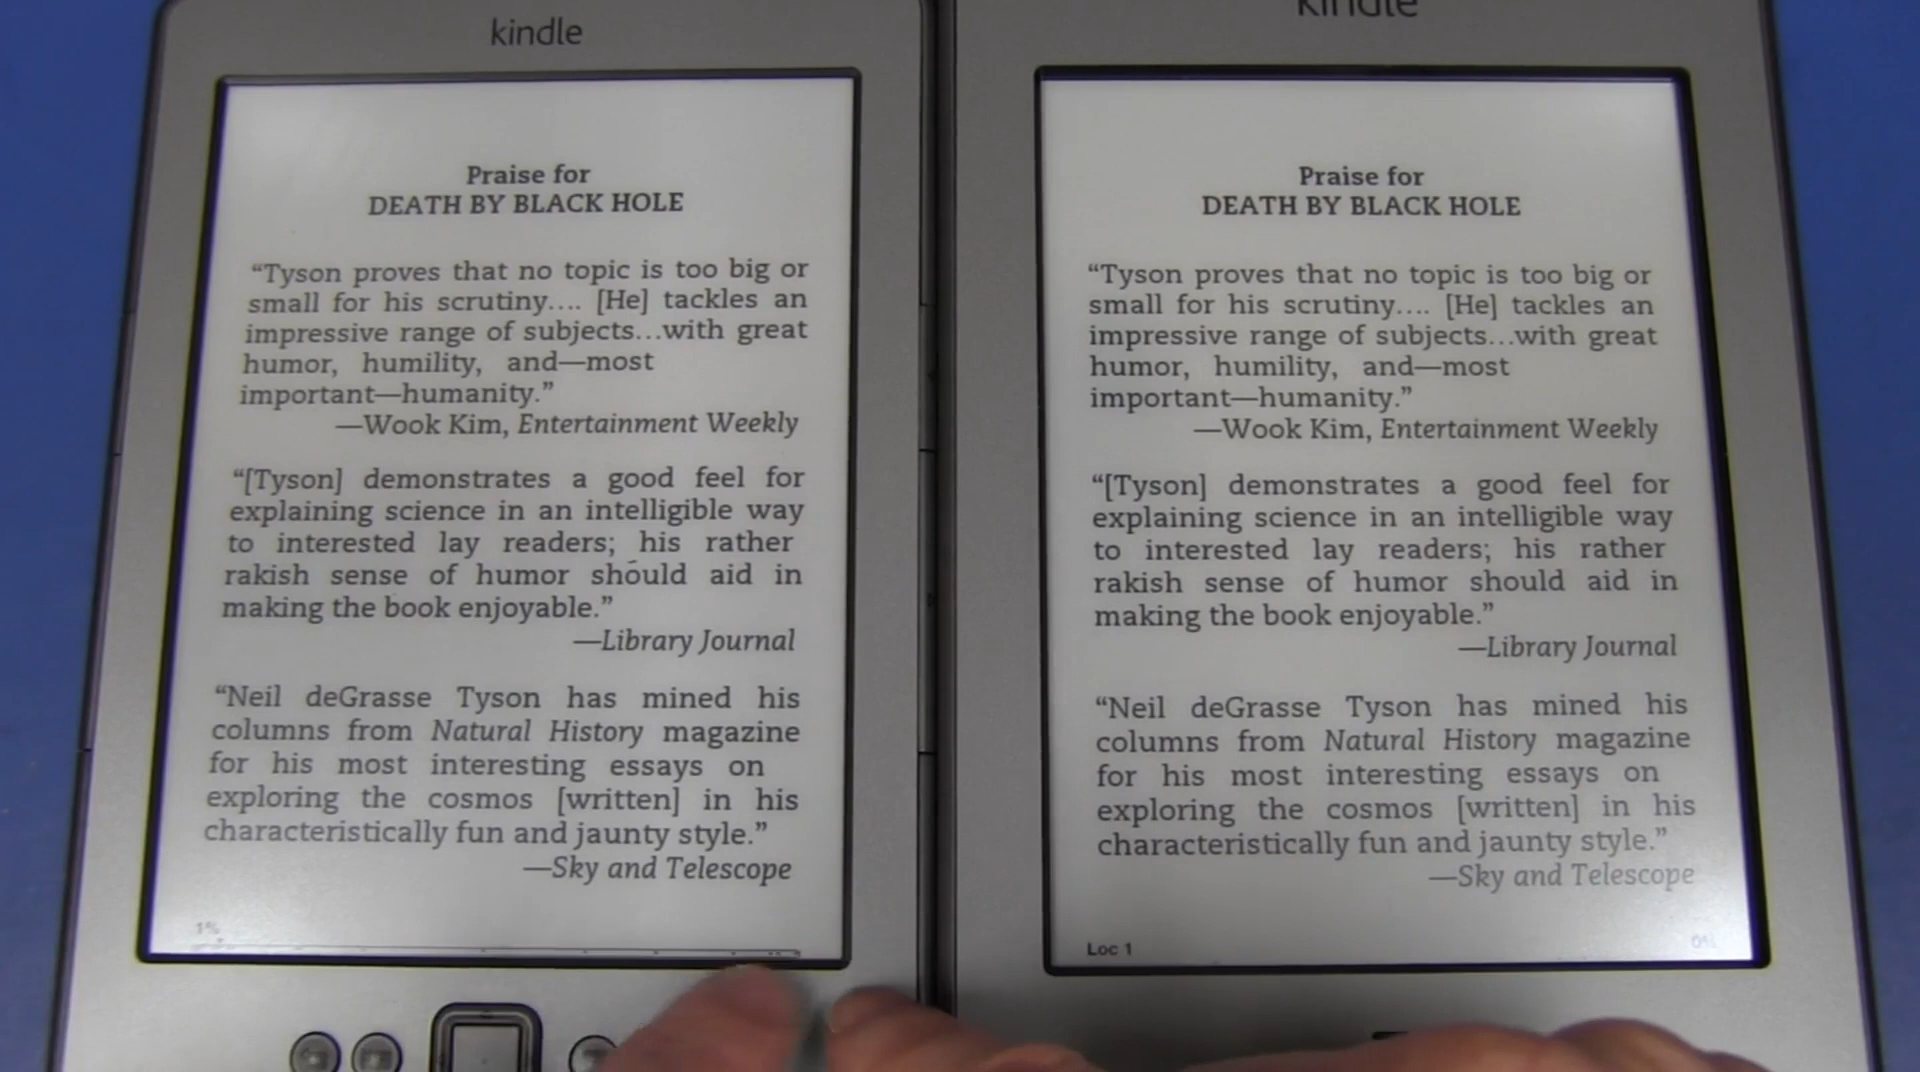 kindle
Praise for
DEATH BY BLACK HOLE
“Tyson proves that no topic is too big or
small for his scrutiny.... [He] tackles an
impressive range of subjects...with great
humor, humility, and—most
important—humanity.”
—Wook Kim, Entertainment Weekly
“[Tyson] demonstrates a good feel for
explaining science in an intelligible way
to interested lay readers; his rather
rakish sense of humor should aid in
making the book enjoyable.”
—Library Journal
“Neil deGrasse Tyson has mined his
columns from Natural History magazine
for his most interesting essays on
exploring the cosmos [written] in his
characteristically fun and jaunty style.”
—Sky and Telescope
1%
kindle
Praise for
DEATH BY BLACK HOLE
“Tyson proves that no topic is too big or
small for his scrutiny.... [He] tackles an
impressive range of subjects...with great
humor, humility, and—most
important—humanity.”
—Wook Kim, Entertainment Weekly
“[Tyson] demonstrates a good feel for
explaining science in an intelligible way
to interested lay readers; his rather
rakish sense of humor should aid in
making the book enjoyable.”
—Library Journal
“Neil deGrasse Tyson has mined his
columns from Natural History magazine
for his most interesting essays on
exploring the cosmos [written] in his
characteristically fun and jaunty style.”
—Sky and Telescope
Loc 1 0%